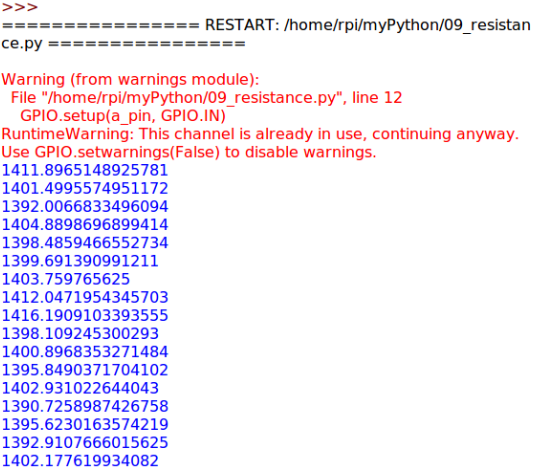 >>>
================ RESTART: /home/rpi/myPython/09_resistan
ce.py ================
Warning (from warnings module):
File "/home/rpi/myPython/09_resistance.py", line 12
GPIO.setup(a_pin, GPIO.IN)
RuntimeWarning: This channel is already in use, continuing anyway.
Use GPIO.setwarnings(False) to disable warnings.
1411.8965148925781
1401.4995574951172
1392.0066833496094
1404.8898696899414
1398.4859466552734
1399.691390991211
1403.759765625
1412.0471954345703
1416.1909103393555
1398.109245300293
1400.8968353271484
1395.8490371704102
1402.931022644043
1390.7258987426758
1395.6230163574219
1392.9107666015625
1402.177619934082